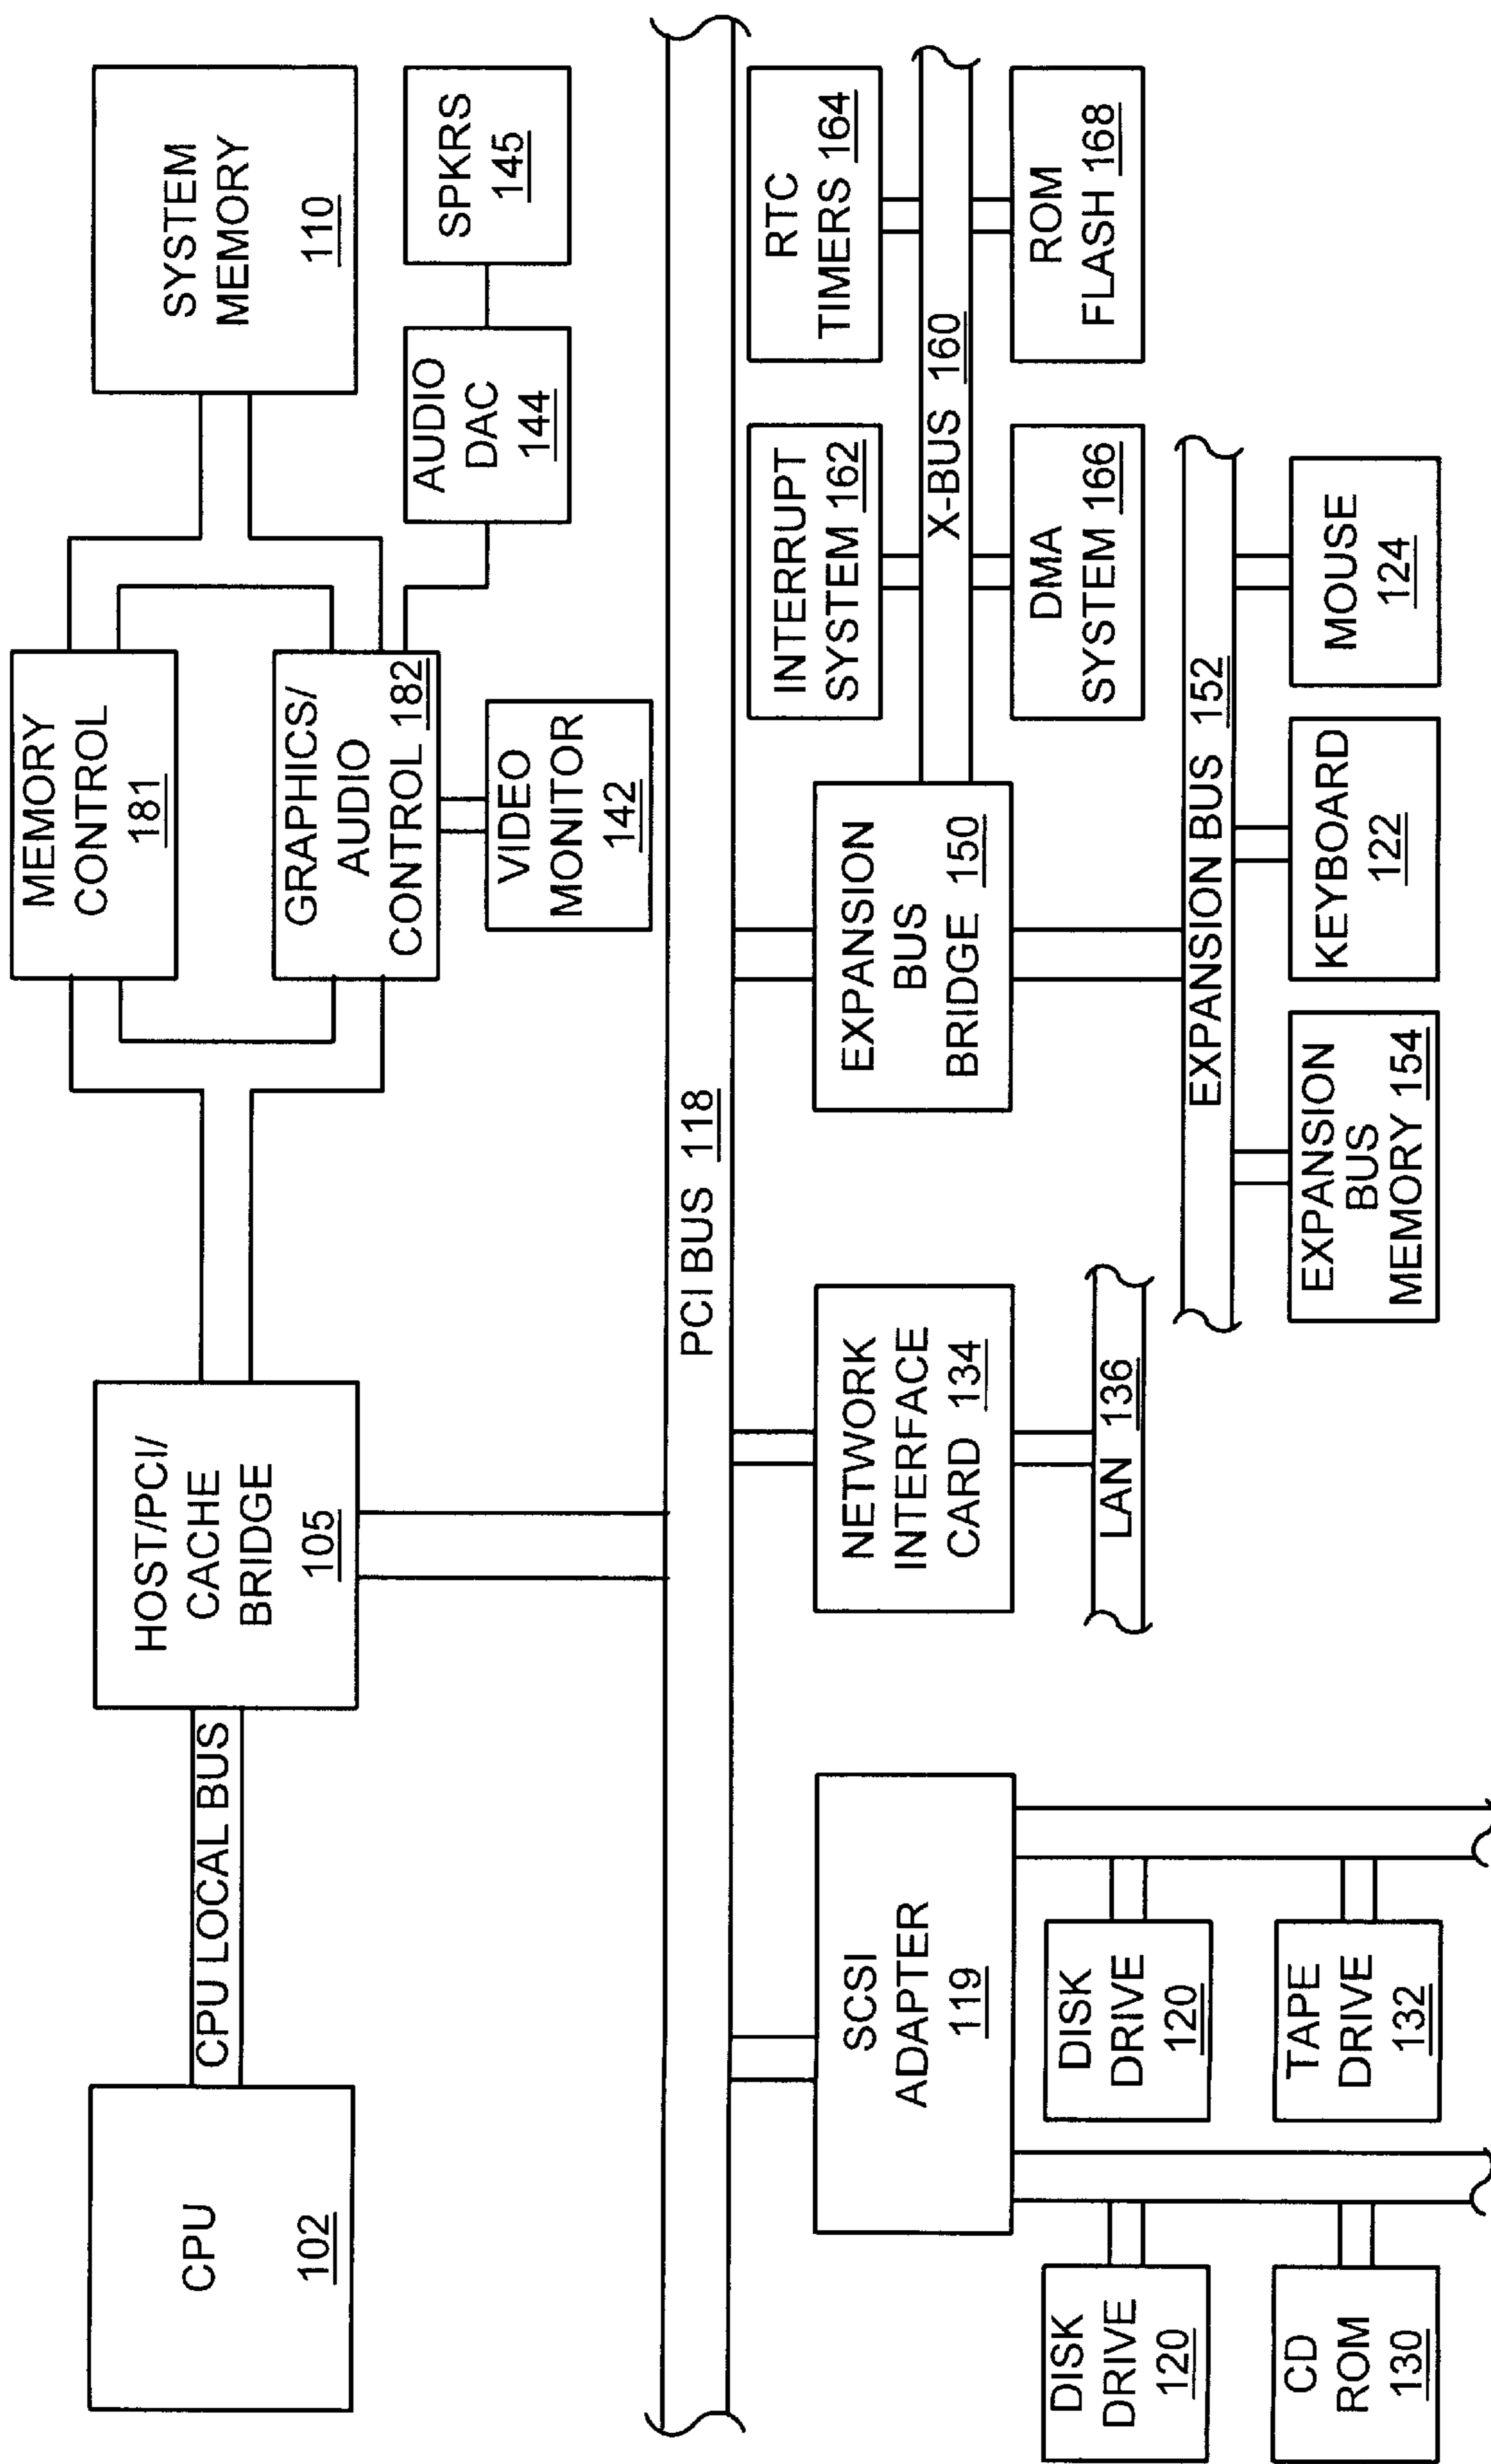 CPU
102
CPU LOCAL BUS
HOST/PCI/
CACHE
BRIDGE
105
MEMORY
CONTROL
181
GRAPHICS/
AUDIO
CONTROL 182
VIDEO
MONITOR
142
SYSTEM
MEMORY
110
AUDIO
DAC
144
SPKRS
145
PCI BUS 118
SCSI
ADAPTER
119
DISK
DRIVE
120
DISK
DRIVE
120
CD
ROM
130
TAPE
DRIVE
132
NETWORK
INTERFACE
CARD 134
LAN 136
EXPANSION
BUS
BRIDGE 150
INTERRUPT
SYSTEM 162
RTC
TIMERS 164
X-BUS 160
DMA
SYSTEM 166
ROM
FLASH 168
EXPANSION BUS 152
EXPANSION
BUS
MEMORY 154
KEYBOARD
122
MOUSE
124